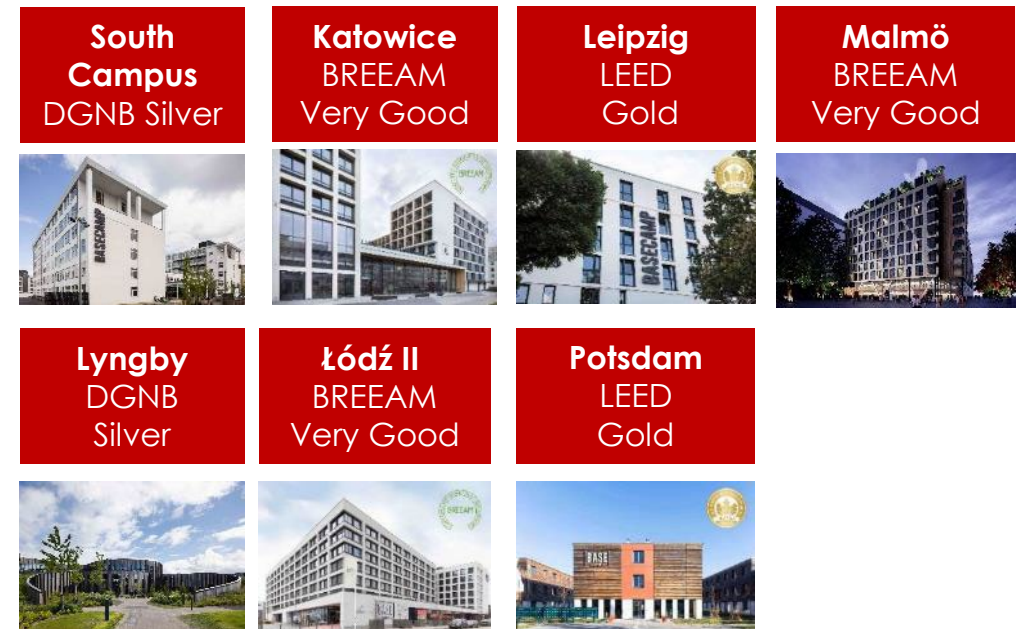 South
Campus
DGNB Silver
Katowice
BREEAM
Very Good
Leipzig
LEED
Gold
Malmö
BREEAM
Very Good
BASECAMP
BREEAM
BASECAMP
Lyngby
DGNB
Silver
Łódź II
BREEAM
Very Good
Potsdam
LEED
Gold
BREEAM
BASE